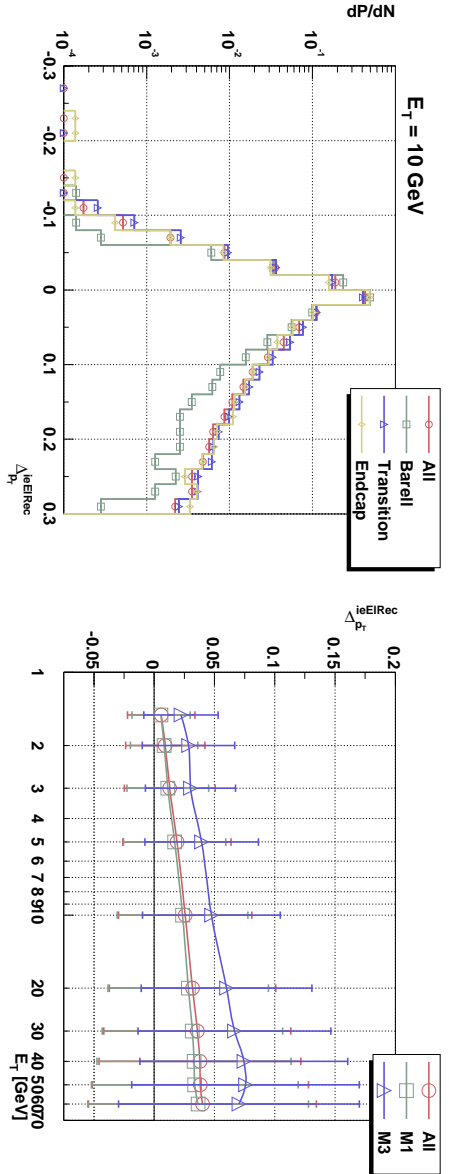 dP/dN
10⁻⁴ 10⁻³ 10⁻² 10⁻¹
E_T = 10 GeV
All
Barell
Transition
Endcap
-0.3 -0.2 -0.1 0 0.1 0.2 0.3
Δ_{p_T}^{ieElRec}
Δ_{p_T}^{ieElRec}
0.2
0.15
0.1
0.05
0
-0.05
All
M1
M3
1 2 3 4 5 6 7 8 9 10 20 30 40 50 60 70
E_T [GeV]